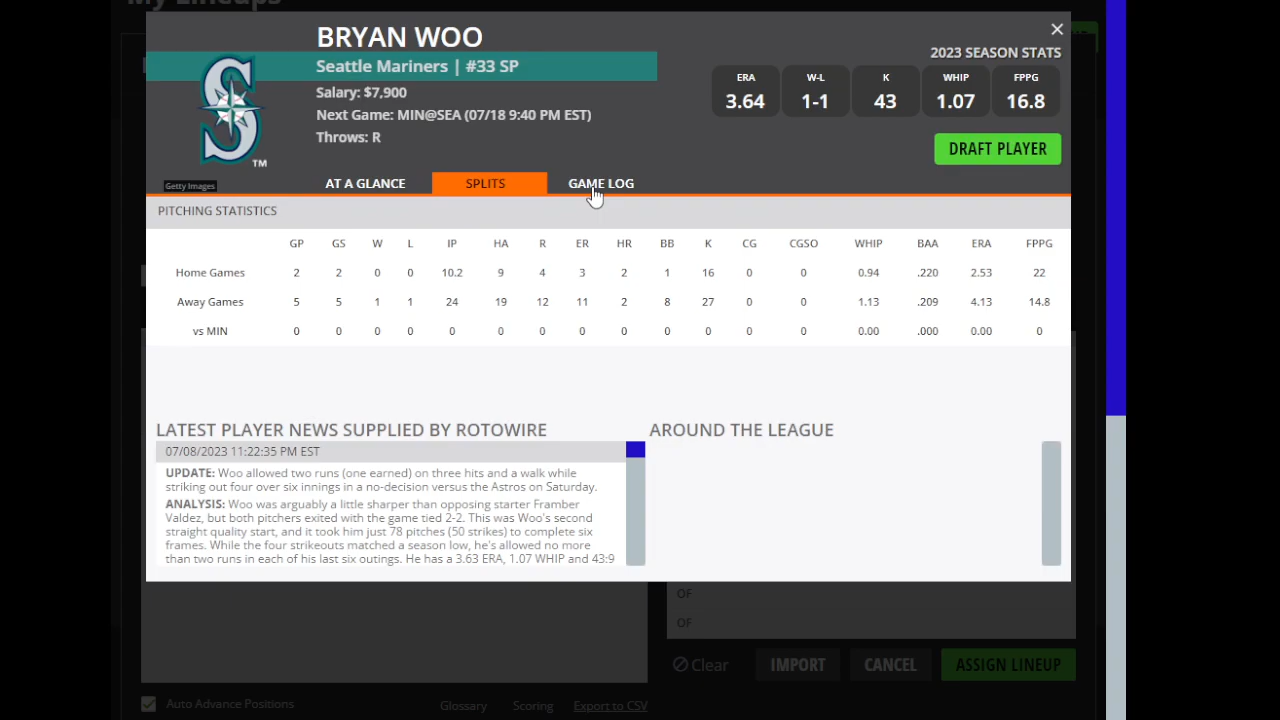 BRYAN WOO
Seattle Mariners | #33 SP
Salary: $7,900
Next Game: MIN@SEA (07/18 9:40 PM EST)
Throws: R
2023 SEASON STATS
ERA W-L K WHIP FPPG
3.64 1-1 43 1.07 16.8
DRAFT PLAYER
S
TM
Getty Images
AT A GLANCE SPLITS GAME LOG
PITCHING STATISTICS
GP GS W L IP HA R ER HR BB K CG CGSO WHIP BAA ERA FPPG
Home Games 2 2 0 0 10.2 9 4 3 2 1 16 0 0 0.94 .220 2.53 22
Away Games 5 5 1 1 24 19 12 11 2 8 27 0 0 1.13 .209 4.13 14.8
vs MIN 0 0 0 0 0 0 0 0 0 0 0 0 0 0.00 .000 0.00 0
LATEST PLAYER NEWS SUPPLIED BY ROTOWIRE
07/08/2023 11:22:35 PM EST
UPDATE: Woo allowed two runs (one earned) on three hits and a walk while
striking out four over six innings in a no-decision versus the Astros on Saturday.
ANALYSIS: Woo was arguably a little sharper than opposing starter Framber
Valdez, but both pitchers exited with the game tied 2-2. This was Woo's second
straight quality start, and it took him just 78 pitches (50 strikes) to complete six
frames. While the four strikeouts matched a season low, he's allowed no more
than two runs in each of his last six outings. He has a 3.63 ERA, 1.07 WHIP and 43:9
AROUND THE LEAGUE
OF
OF
Clear IMPORT CANCEL ASSIGN LINEUP
Auto Advance Positions Glossary Scoring Export to CSV